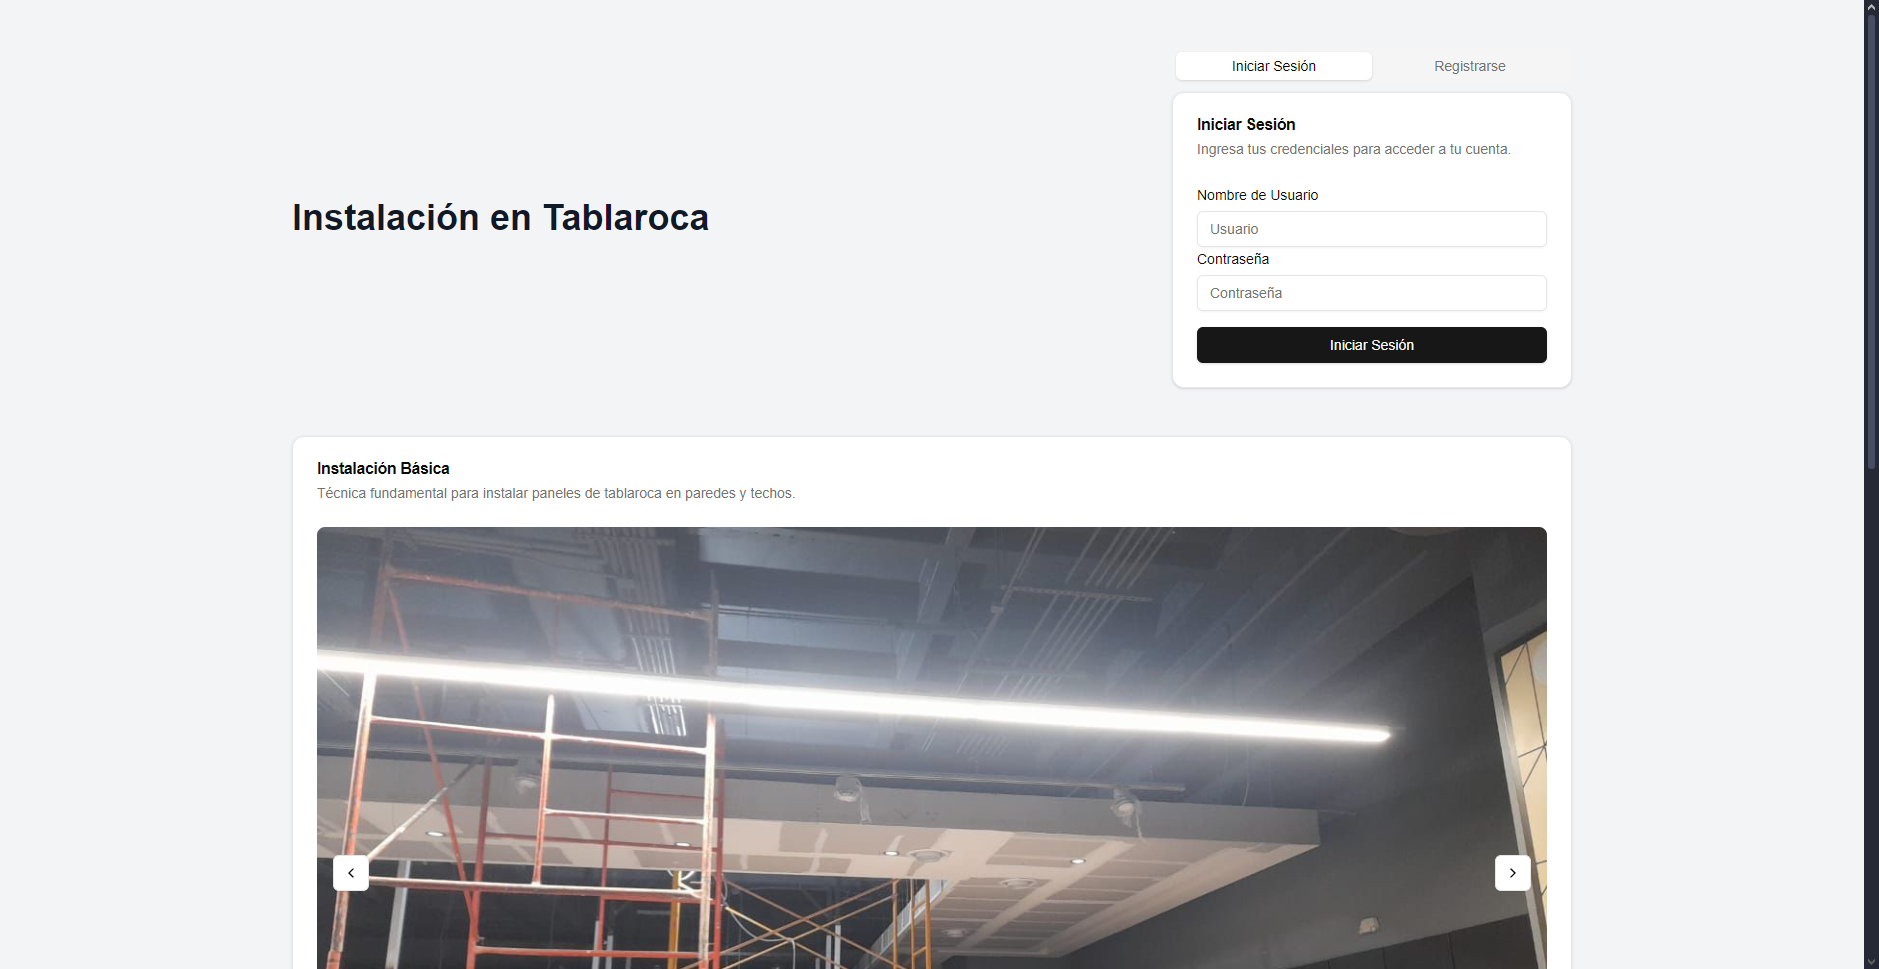 Iniciar Sesión
Registrarse
Iniciar Sesión
Ingresa tus credenciales para acceder a tu cuenta.
Nombre de Usuario
Usuario
Contraseña
Contraseña
Iniciar Sesión
Instalación en Tablaroca
Instalación Básica
Técnica fundamental para instalar paneles de tablaroca en paredes y techos.